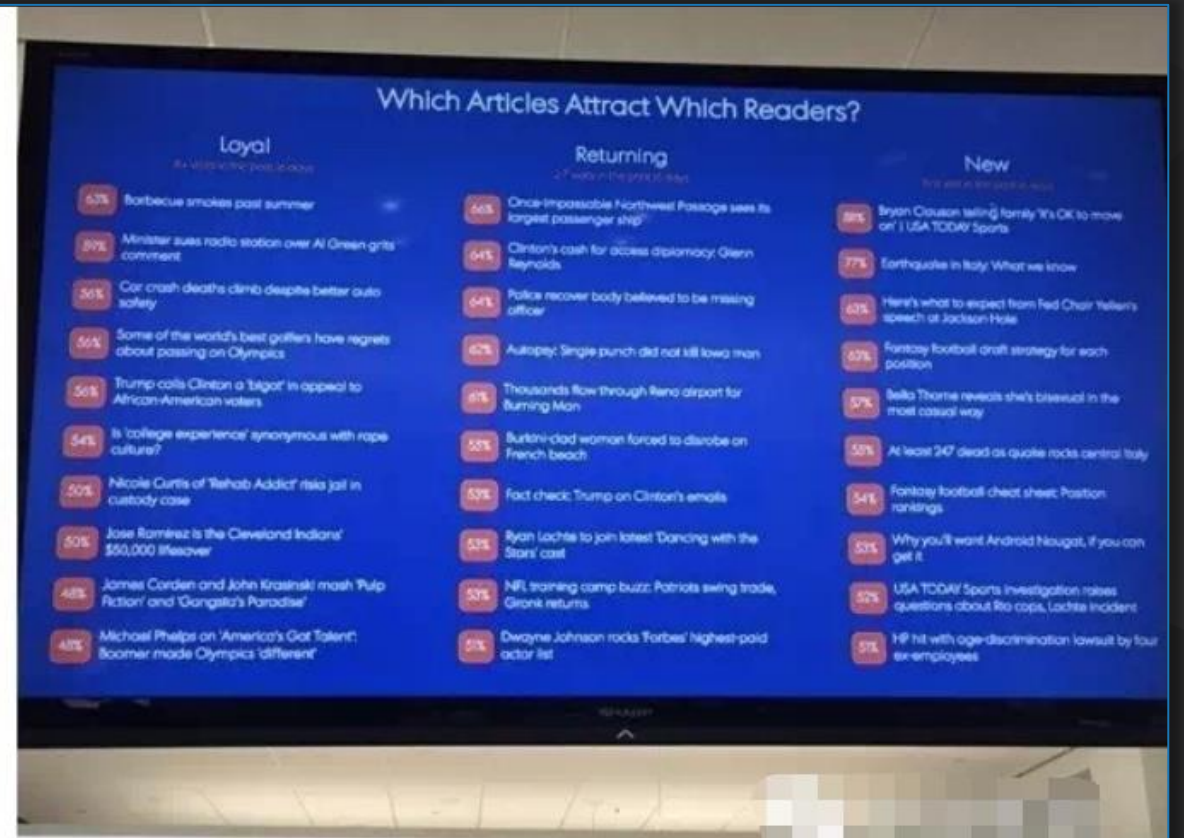 Which Articles Attract Which Readers?
Loyal
63%
Barbecue smokes past summer
59%
Minister sues radio station over Al Green grits
comment
56%
Car crash deaths climb despite better auto
safety
56%
Some of the world's best golfers have regrets
about passing on Olympics
56%
Trump calls Clinton a 'bigot' in appeal to
African-American voters
54%
Is 'college experience' synonymous with rape
culture?
50%
Nicole Curtis of 'Rehab Addict' risks jail in
custody case
50%
Jose Ramirez is the Cleveland Indians'
$50,000 lifesaver
48%
James Corden and John Krasinski mash 'Pulp
Fiction' and 'Gangsta's Paradise'
48%
Michael Phelps on 'America's Got Talent':
Boomer made Olympics 'different'
Returning
66%
Once-impassable Northwest Passage sees its
largest passenger ship
64%
Clinton's cash for access diplomacy: Glenn
Reynolds
64%
Police recover body believed to be missing
officer
62%
Autopsy: Single punch did not kill Iowa man
61%
Thousands flow through Reno airport for
Burning Man
Burkini-clad woman forced to disrobe on
French beach
53%
Fact check: Trump on Clinton's emails
53%
Ryan Lochte to join latest 'Dancing with the
Stars' cast
53%
NFL training camp buzz: Patriots swing trade,
Gronk returns
51%
Dwayne Johnson rocks 'Forbes' highest-paid
actor list
New
Bryan Clauson telling family 'It's OK to move
on' | USA TODAY Sports
77%
Earthquake in Italy: What we know
63%
Here's what to expect from Fed Chair Yellen's
speech at Jackson Hole
63%
Fantasy football draft strategy for each
position
57%
Bella Thorne reveals she's bisexual in the
most casual way
At least 247 dead as quake rocks central Italy
54%
Fantasy football cheat sheet: Position
rankings
53%
Why you'll want Android Nougat, if you can
get it
52%
USA TODAY Sports investigation raises
questions about Rio cops, Lochte incident
51%
HP hit with age-discrimination lawsuit by four
ex-employees